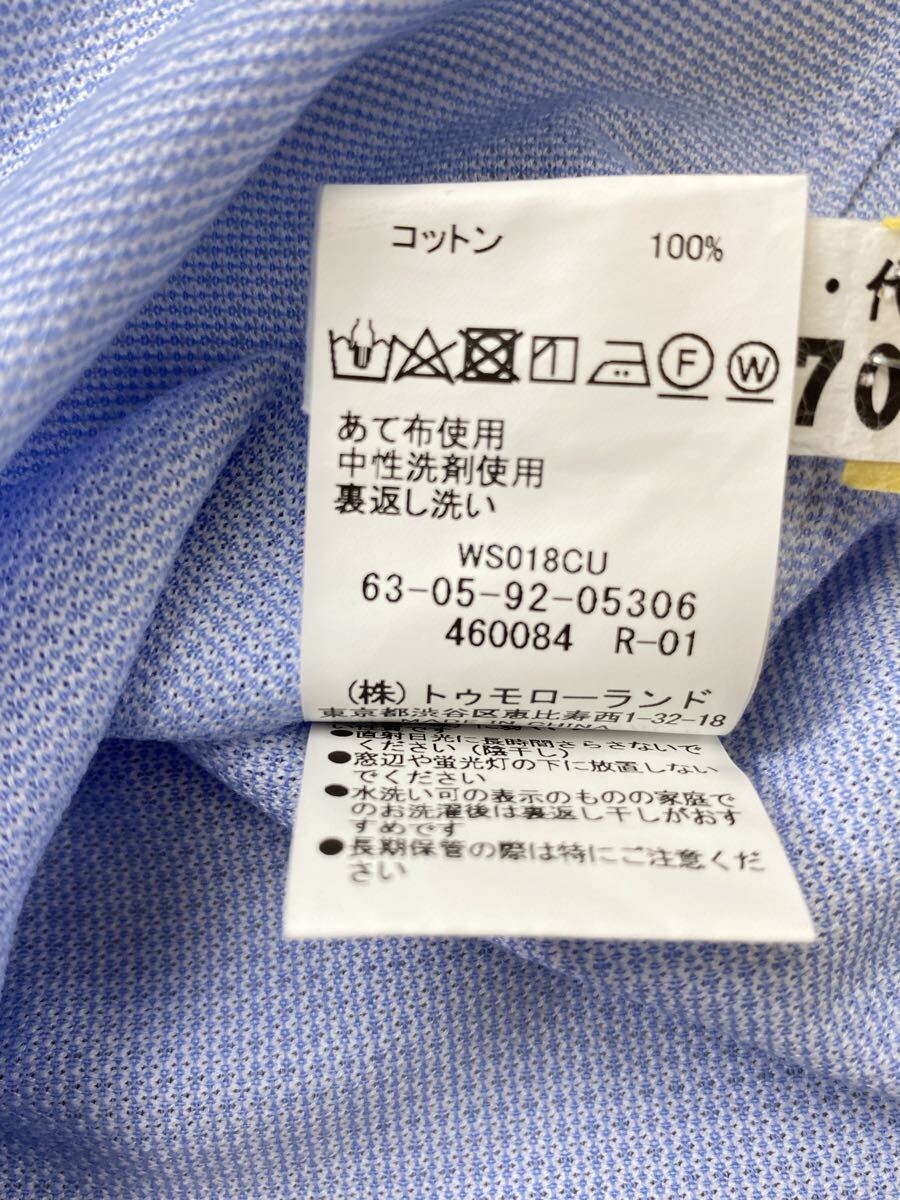 コットン 100%
F W
あて布使用
中性洗剤使用
裏返し洗い
WS018CU
63-05-92-05306
460084 R-01
(株)トゥモローランド
東京都渋谷区恵比寿西1-32-18
MADE IN CHINA
●直射日光に長時間さらさないで
ください(陰干し)
●窓辺や蛍光灯の下に放置しない
でください
●水洗い可の表示のものの家庭で
のお洗濯後は裏返し干しがおす
すめです
●長期保管の際は特にご注意くだ
さい
・代
70